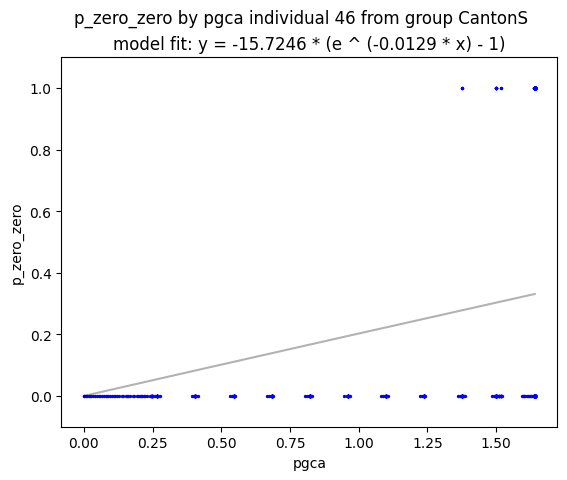 p_zero_zero by pgca individual 46 from group CantonS
model fit: y = -15.7246 * (e ^ (-0.0129 * x) - 1)
1.0
0.8
0.6
0.4
0.2
0.0
p_zero_zero
0.00 0.25 0.50 0.75 1.00 1.25 1.50
pgca